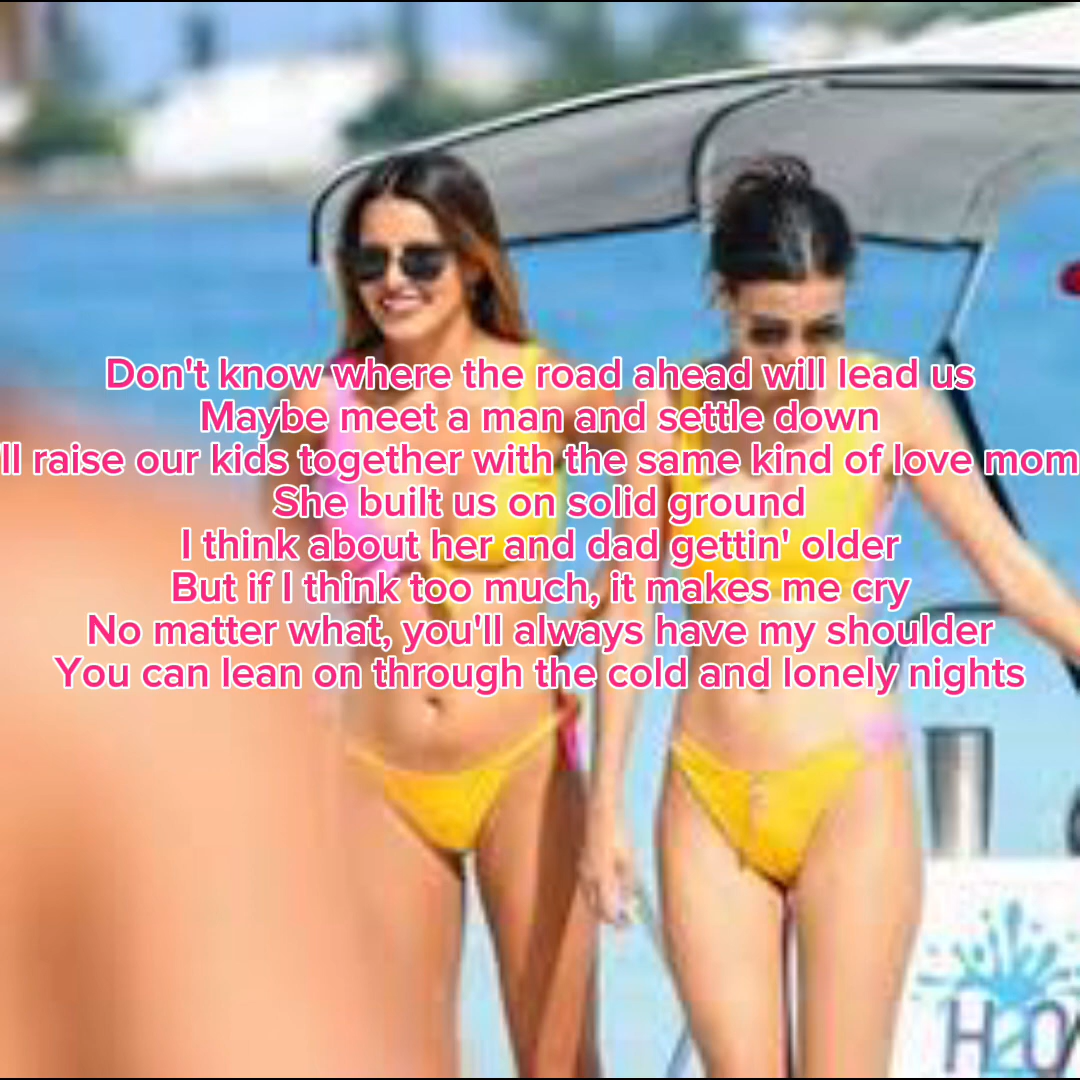 Don't know where the road ahead will lead us
Maybe meet a man and settle down
ll raise our kids together with the same kind of love mom
She built us on solid ground
I think about her and dad gettin' older
But if I think too much, it makes me cry
No matter what, you'll always have my shoulder
You can lean on through the cold and lonely nights
H2O